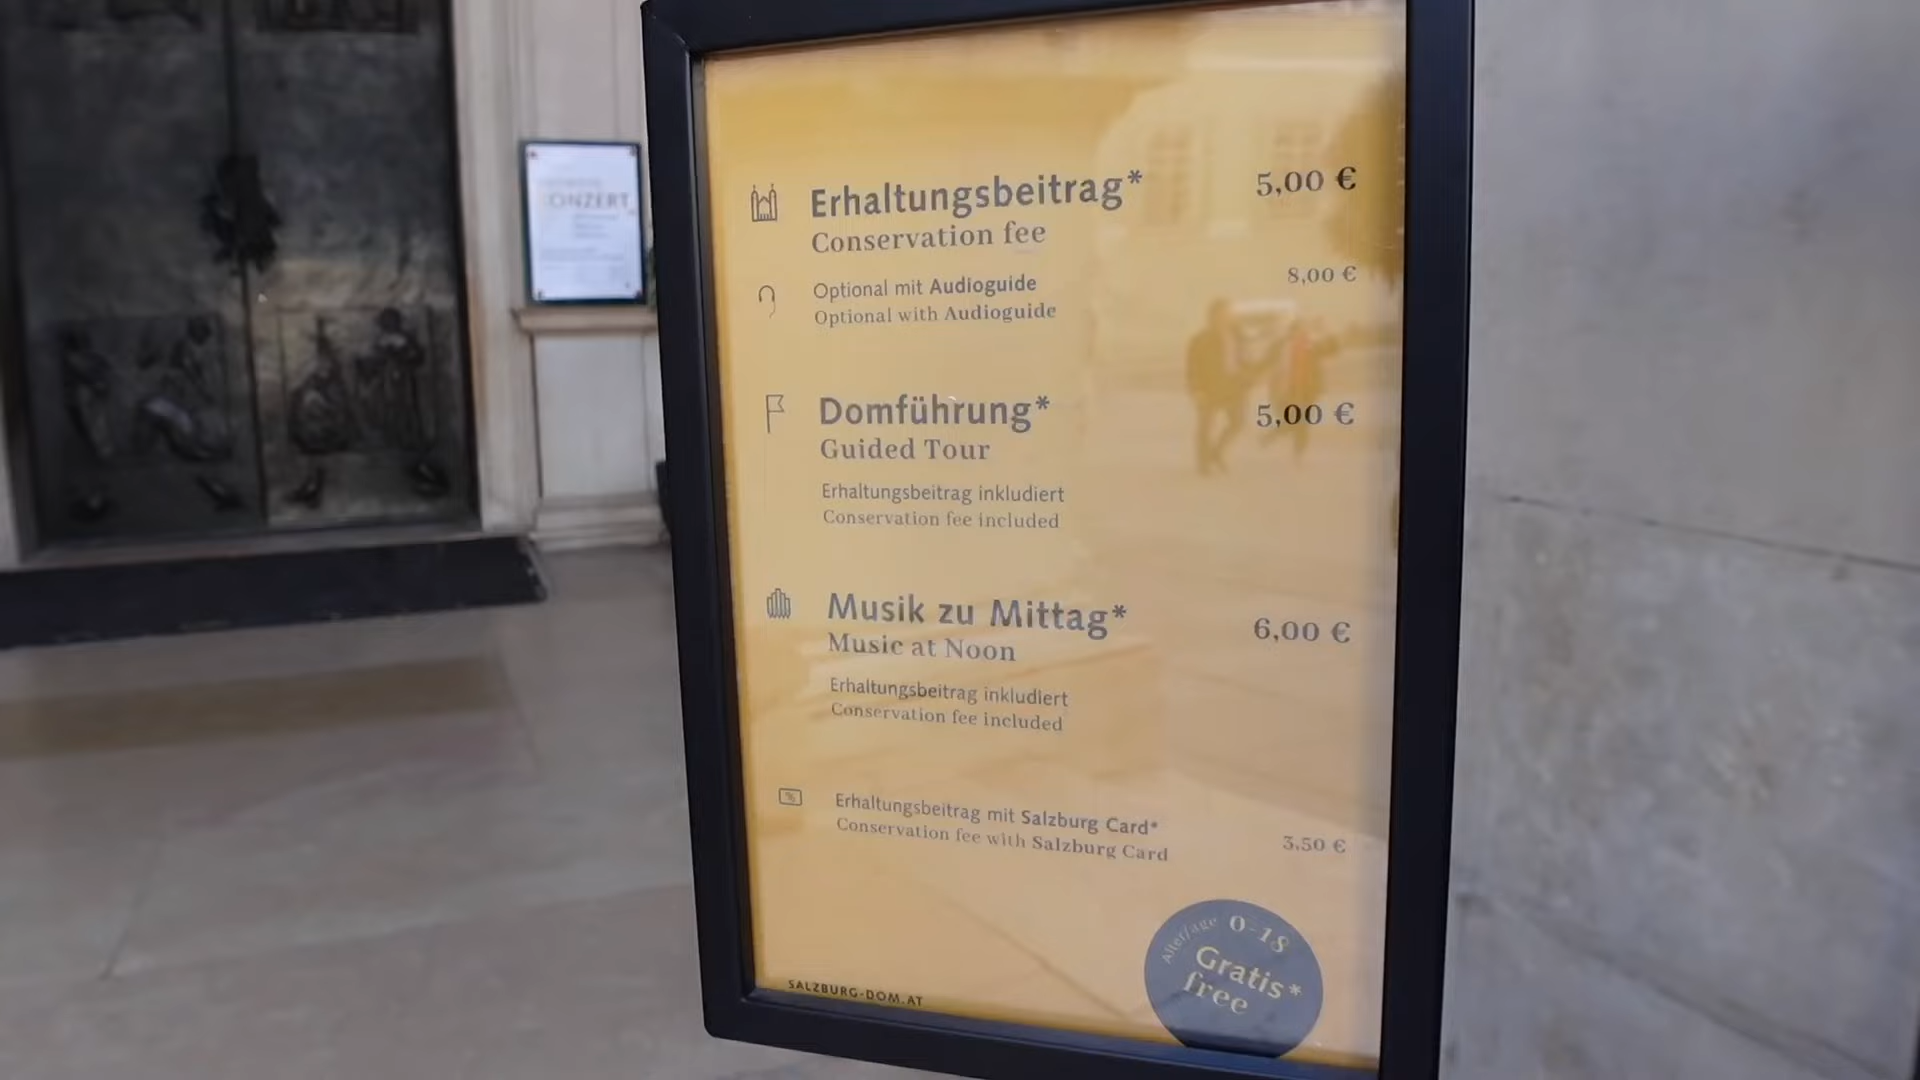 Erhaltungsbeitrag* 5,00 €
Conservation fee
Optional mit Audioguide 8,00 €
Optional with Audioguide
Domführung* 5,00 €
Guided Tour
Erhaltungsbeitrag inkludiert
Conservation fee included
Musik zu Mittag* 6,00 €
Music at Noon
Erhaltungsbeitrag inkludiert
Conservation fee included
%
Erhaltungsbeitrag mit Salzburg Card*
Conservation fee with Salzburg Card 3,50 €
Alter/age 0-18
Gratis*
free
SALZBURG-DOM.AT
ONZERT